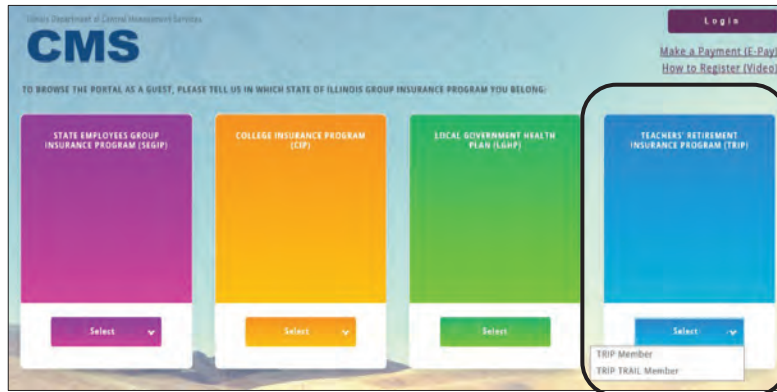 Illinois Department of Central Management Services
CMS
Login
Make a Payment (E-Pay)
How to Register (Video)
TO BROWSE THE PORTAL AS A GUEST, PLEASE TELL US IN WHICH STATE OF ILLINOIS GROUP INSURANCE PROGRAM YOU BELONG:
STATE EMPLOYEES GROUP
INSURANCE PROGRAM (SEGIP)
Select
COLLEGE INSURANCE PROGRAM
(CIP)
Select
LOCAL GOVERNMENT HEALTH
PLAN (LGHP)
Select
TEACHERS' RETIREMENT
INSURANCE PROGRAM (TRIP)
Select
TRIP Member
TRIP TRAIL Member